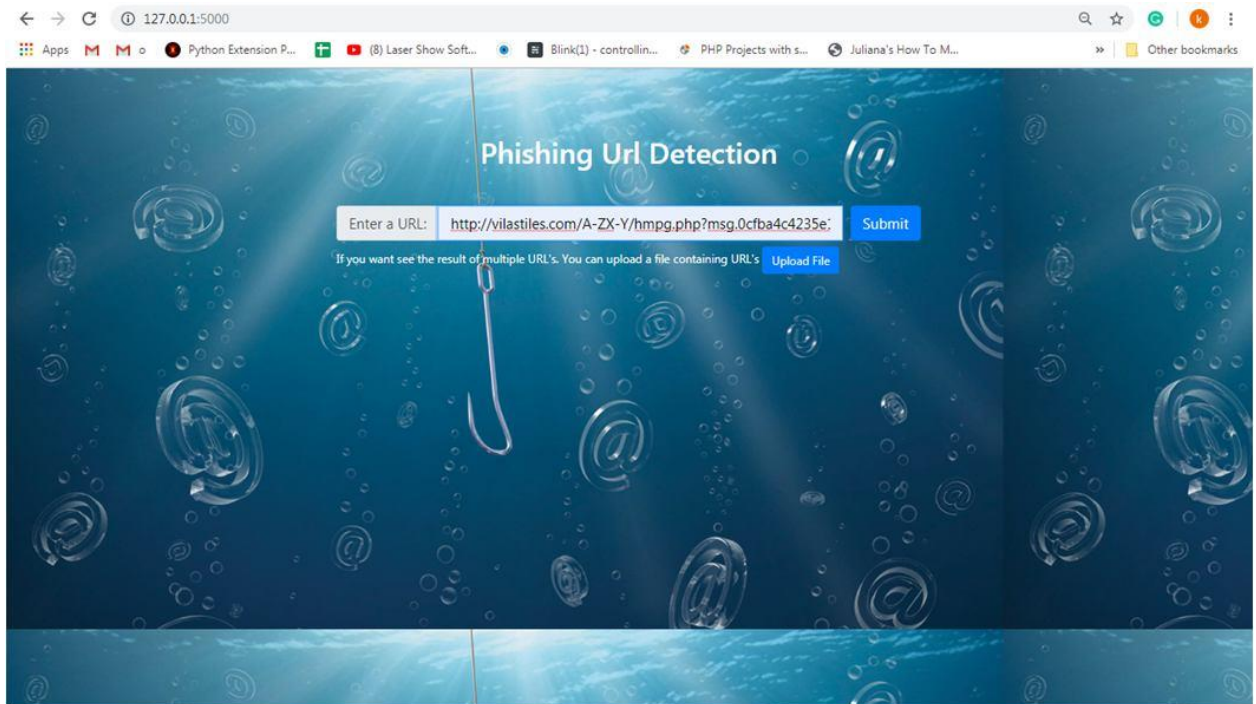 127.0.0.1:5000
k
Apps M M o Python Extension P... (8) Laser Show Soft... Blink(1) - controllin... PHP Projects with s... Juliana's How To M... » Other bookmarks
Phishing Url Detection
Enter a URL: http://vilastiles.com/A-ZX-Y/hmpg.php?msg.0cfba4c4235e Submit
If you want see the result of multiple URL's. You can upload a file containing URL's Upload File